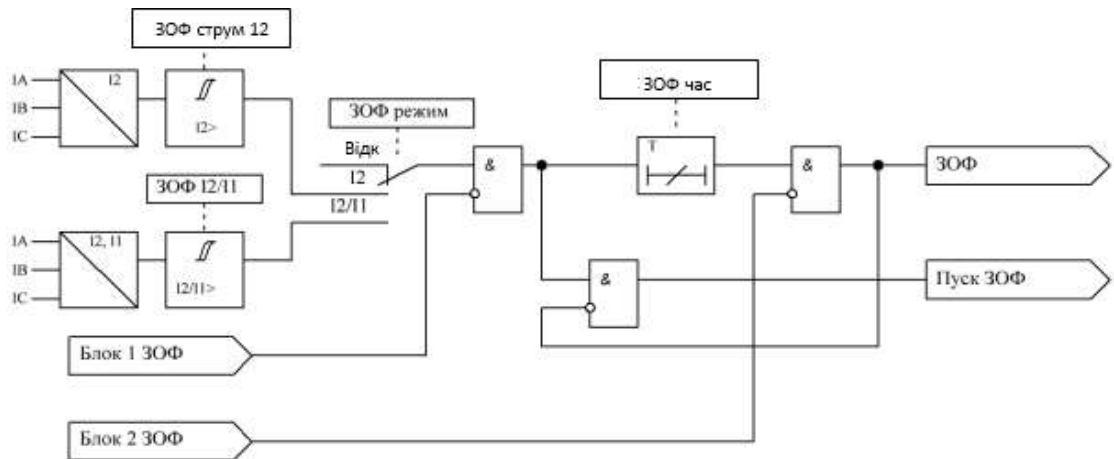 ЗОФ струм 12
IA
IB
IC
I2
I2>
ЗОФ час
ЗОФ режим
Відк
I2
I2/I1
&
T
&
ЗОФ
ЗОФ I2/I1
IA
IB
IC
I2, I1
I2/I1>
&
Пуск ЗОФ
Блок 1 ЗОФ
Блок 2 ЗОФ